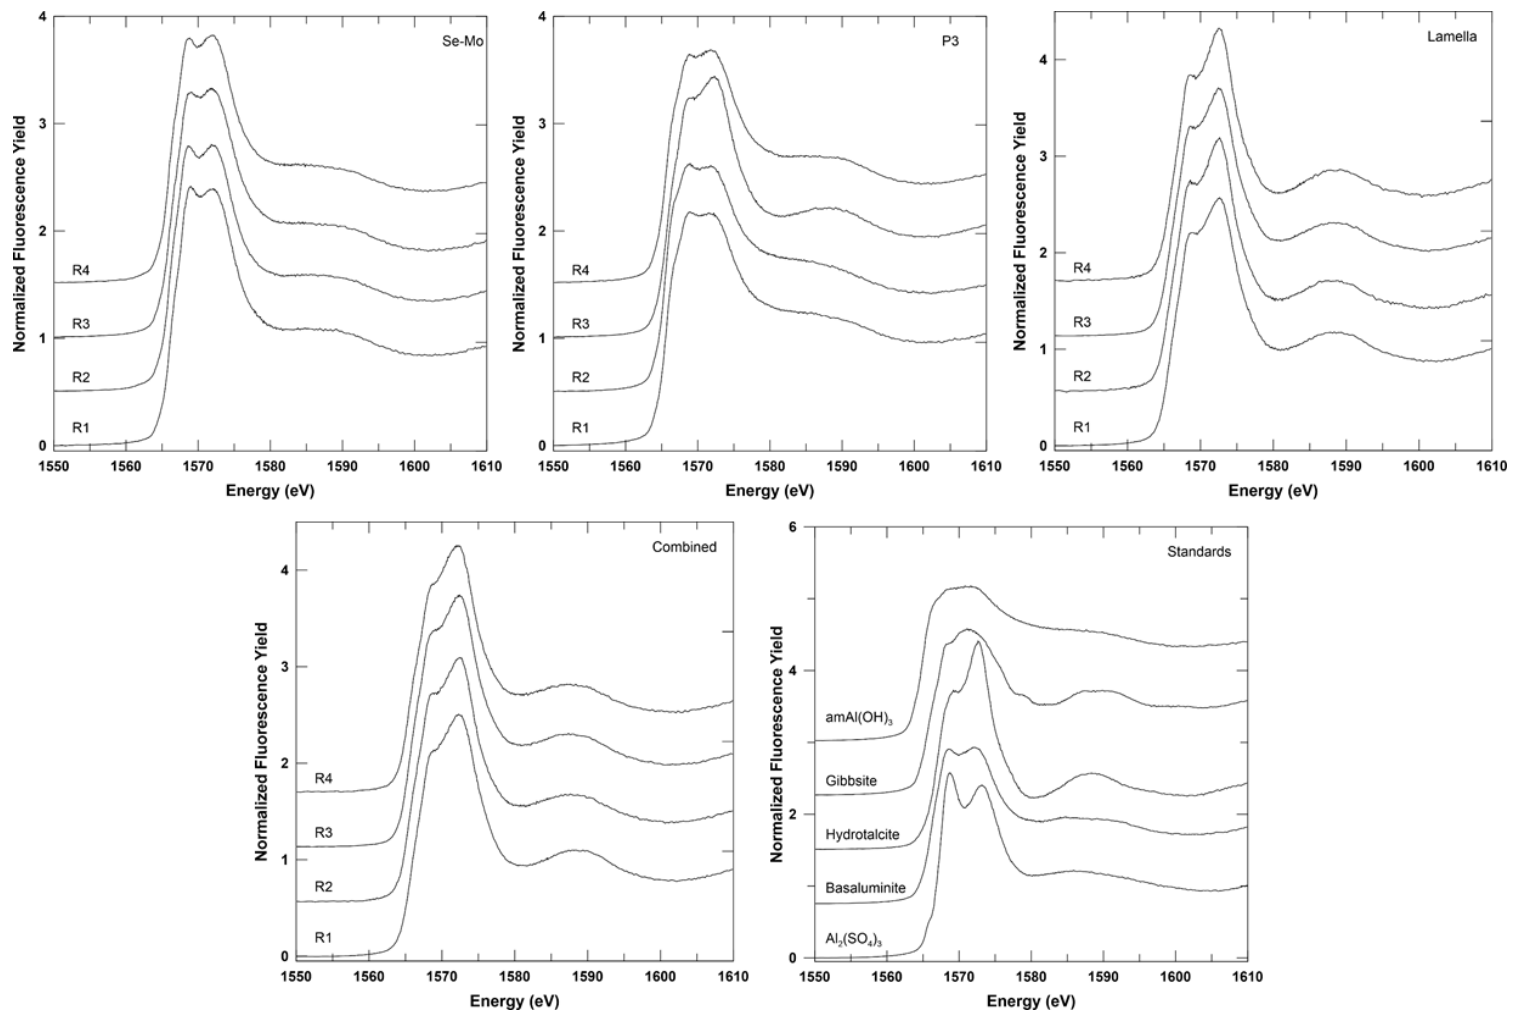 Se-Mo
Normalized Fluorescence Yield
4
3
2
1
0
R4
R3
R2
R1
1550 1560 1570 1580 1590 1600 1610
Energy (eV)
P3
Normalized Fluorescence Yield
4
3
2
1
0
R4
R3
R2
R1
1550 1560 1570 1580 1590 1600 1610
Energy (eV)
Lamella
Normalized Fluorescence Yield
4
3
2
1
0
R4
R3
R2
R1
1550 1560 1570 1580 1590 1600 1610
Energy (eV)
Combined
Normalized Fluorescence Yield
4
3
2
1
0
R4
R3
R2
R1
1550 1560 1570 1580 1590 1600 1610
Energy (eV)
Standards
Normalized Fluorescence Yield
6
4
2
0
amAl(OH)₃
Gibbsite
Hydrotalcite
Basaluminite
Al₂(SO₄)₃
1550 1560 1570 1580 1590 1600 1610
Energy (eV)